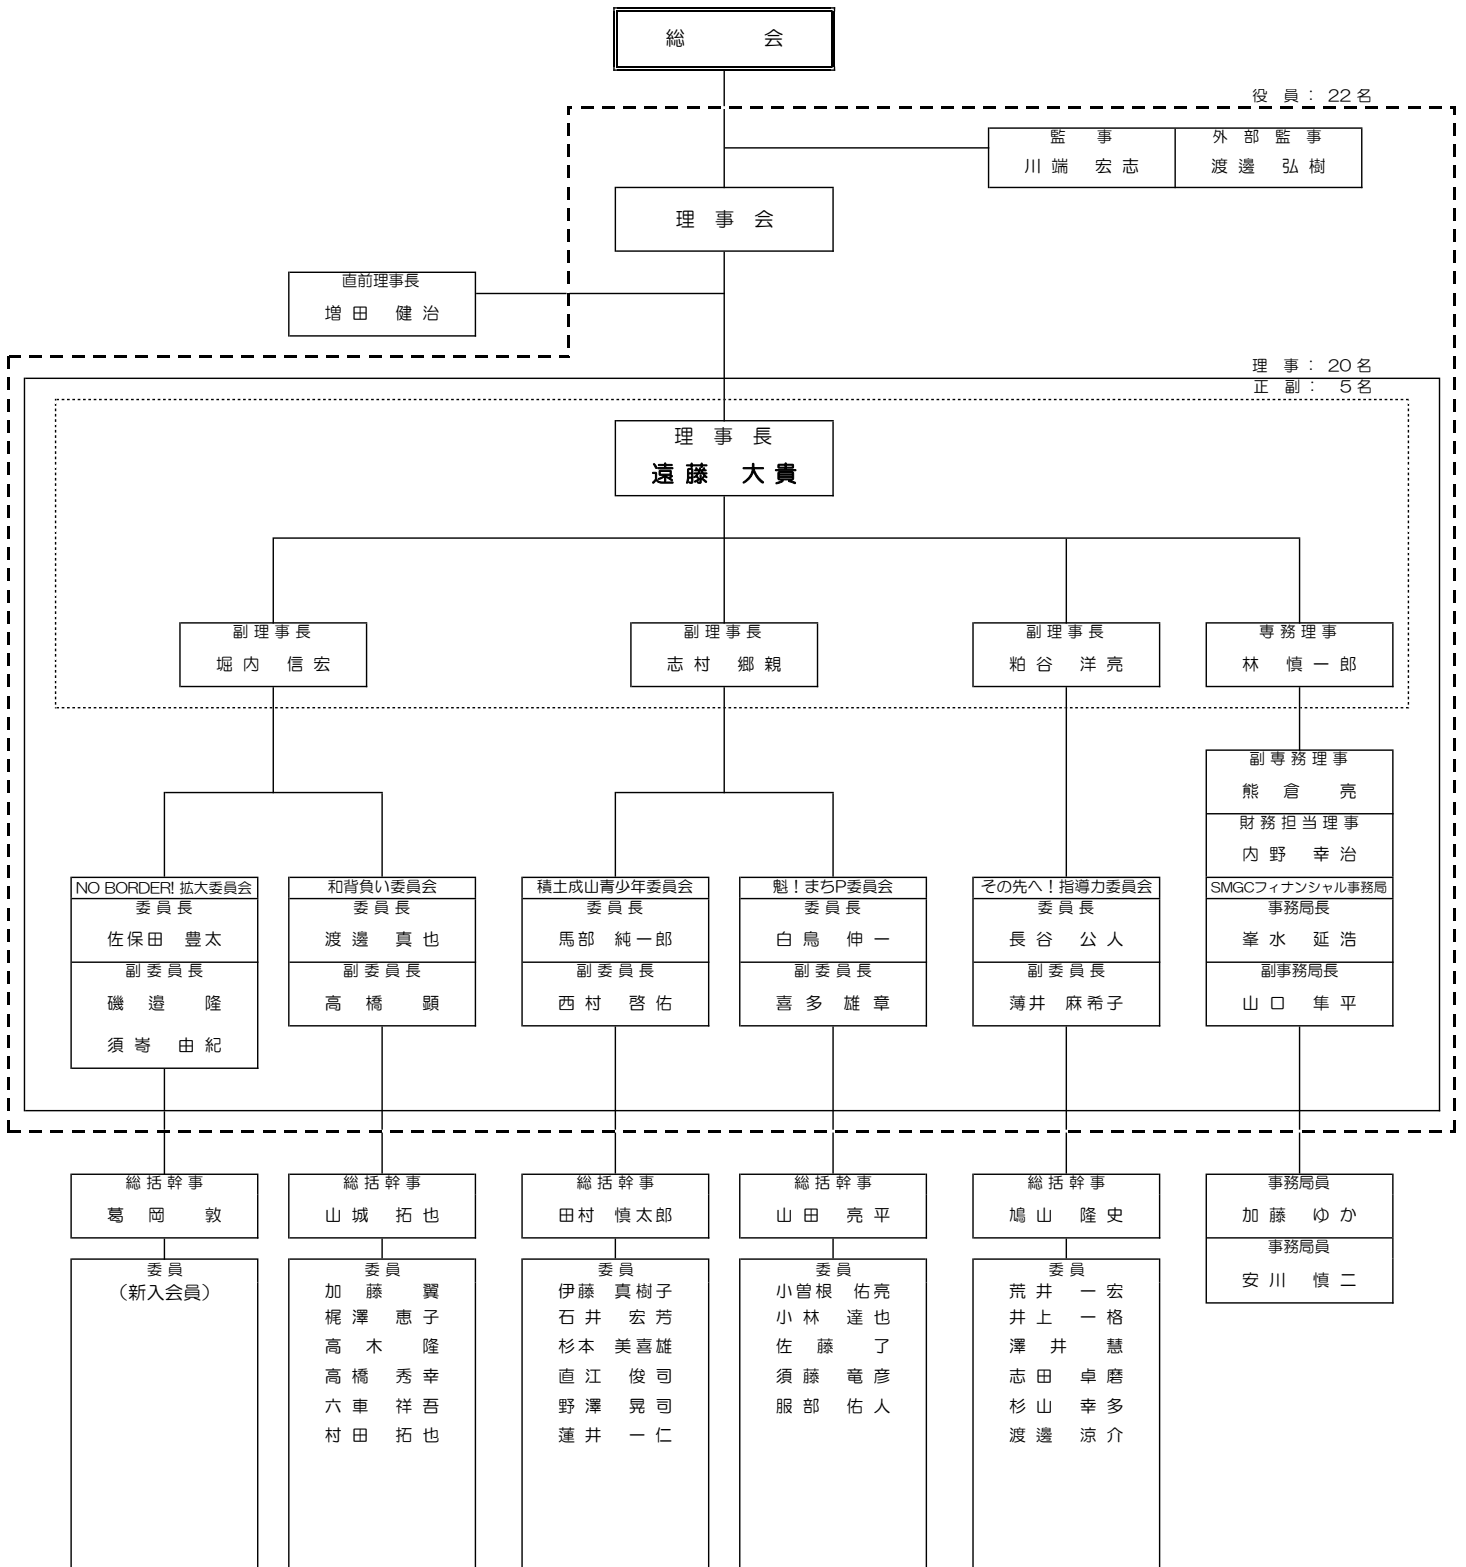 総 会
役 員 : 22 名
監 事
川 端 宏 志
外 部 監 事
渡 邊 弘 樹
理 事 会
直前理事長
増 田 健 治
理 事 : 20 名
正 副 : 5 名
理 事 長
遠 藤 大 貴
副 理 事 長
堀 内 信 宏
副 理 事 長
志 村 郷 親
副 理 事 長
粕 谷 洋 亮
専 務 理 事
林 慎 一 郎
副 専 務 理 事
熊 倉 亮
財 務 担 当 理 事
内 野 幸 治
NO BORDER! 拡大委員会
委 員 長
佐保田 豊太
副 委 員 長
磯 邉 隆
須 嵜 由 紀
和背負い委員会
委 員 長
渡 邊 真 也
副 委 員 長
高 橋 顕
積土成山青少年委員会
委 員 長
馬部 純一郎
副 委 員 長
西 村 啓 佑
魁!まちP委員会
委 員 長
白 鳥 伸 一
副 委 員 長
喜 多 雄 章
その先へ!指導力委員会
委 員 長
長 谷 公 人
副 委 員 長
薄井 麻希子
SMGCフィナンシャル事務局
事務局長
峯 水 延 浩
副事務局長
山 口 隼 平
総 括 幹 事
葛 岡 敦
総 括 幹 事
山 城 拓 也
総 括 幹 事
田村 慎太郎
総 括 幹 事
山 田 亮 平
総 括 幹 事
鳩 山 隆 史
事務局員
加 藤 ゆ か
事務局員
安 川 慎 二
委 員
(新入会員)
委 員
加 藤 翼
梶 澤 恵 子
高 木 隆
高 橋 秀 幸
六 車 祥 吾
村 田 拓 也
委 員
伊藤 真樹子
石 井 宏 芳
杉本 美喜雄
直 江 俊 司
野 澤 晃 司
蓮 井 一 仁
委 員
小曽根 佑亮
小 林 達 也
佐 藤 了
須 藤 竜 彦
服 部 佑 人
委 員
荒 井 一 宏
井 上 一 格
澤 井 慧
志 田 卓 磨
杉 山 幸 多
渡 邊 涼 介